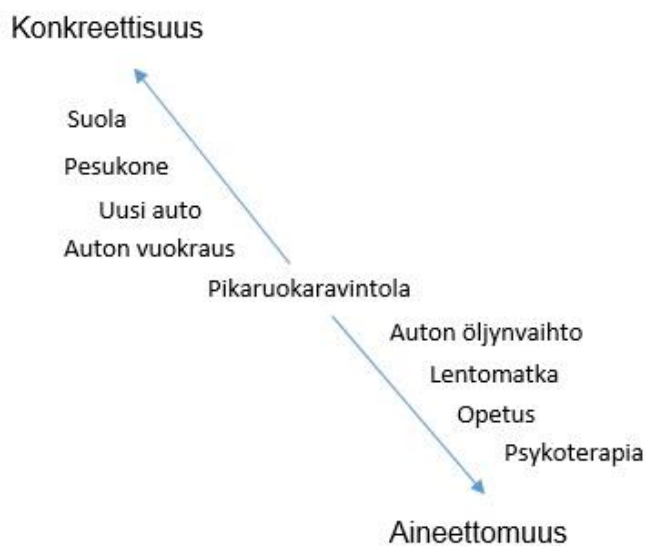 Konkreettisuus
Suola
Pesukone
Uusi auto
Auton vuokraus
Pikaruokaravintola
Auton öljynvaihto
Lentomatka
Opetus
Psykoterapia
Aineettomuus